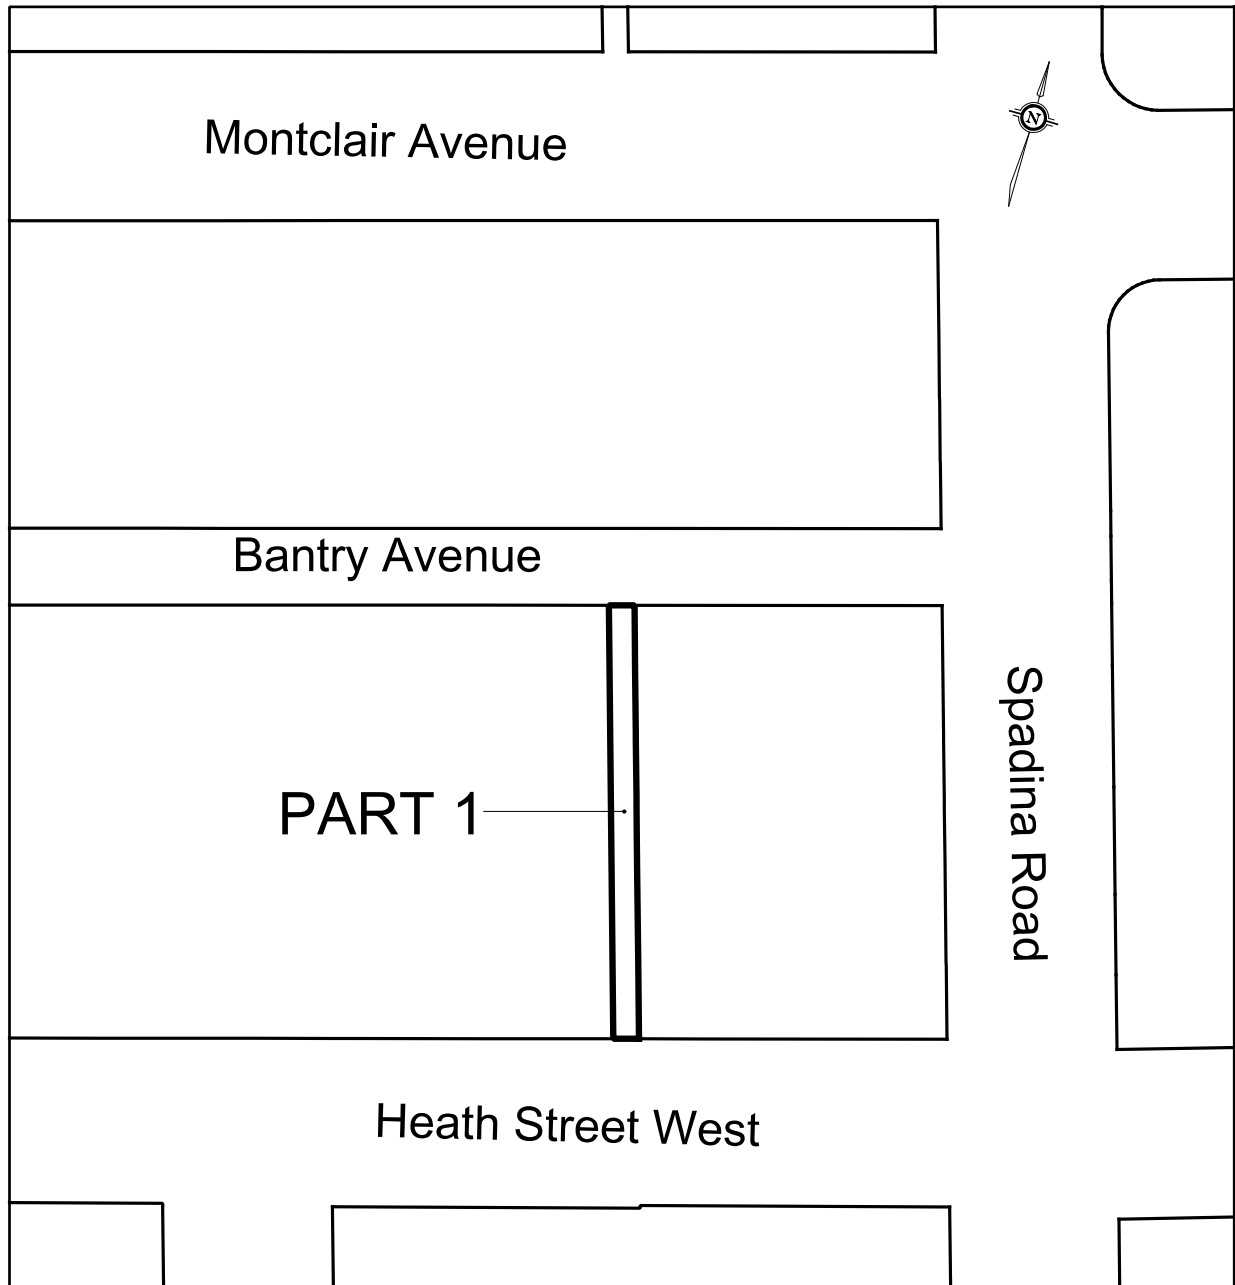 Montclair Avenue
N
Bantry Avenue
Spadina Road
PART 1
Heath Street West